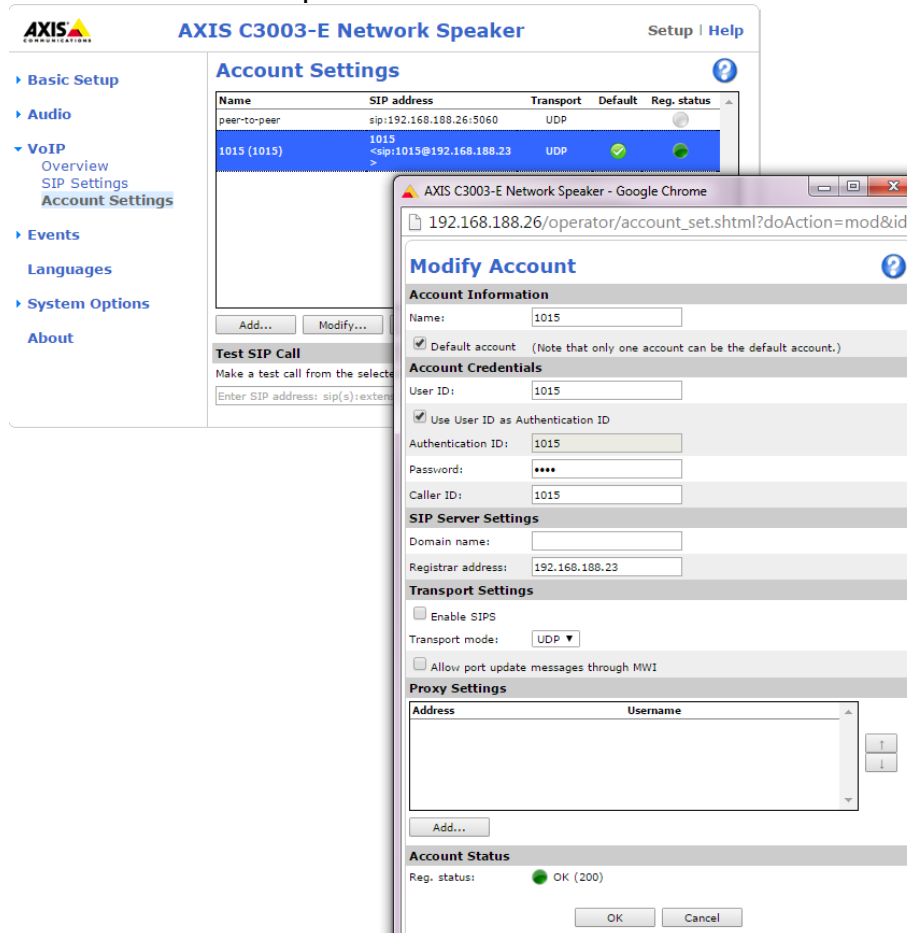 AXIS
COMMUNICATIONS
AXIS C3003-E Network Speaker
Setup | Help
Basic Setup
Audio
VoIP
Overview
SIP Settings
Account Settings
Events
Languages
System Options
About
Account Settings
Name SIP address Transport Default Reg. status
peer-to-peer sip:192.168.188.26:5060 UDP
1015 (1015) 1015 <sip:1015@192.168.188.23 > UDP
Add... Modify...
Test SIP Call
Make a test call from the selecte
Enter SIP address: sip(s):exten
AXIS C3003-E Network Speaker - Google Chrome
192.168.188.26/operator/account_set.shtml?doAction=mod&id
Modify Account
Account Information
Name: 1015
Default account (Note that only one account can be the default account.)
Account Credentials
User ID: 1015
Use User ID as Authentication ID
Authentication ID: 1015
Password: ••••
Caller ID: 1015
SIP Server Settings
Domain name:
Registrar address: 192.168.188.23
Transport Settings
Enable SIPS
Transport mode: UDP
Allow port update messages through MWI
Proxy Settings
Address Username
Add...
Account Status
Reg. status: OK (200)
OK Cancel